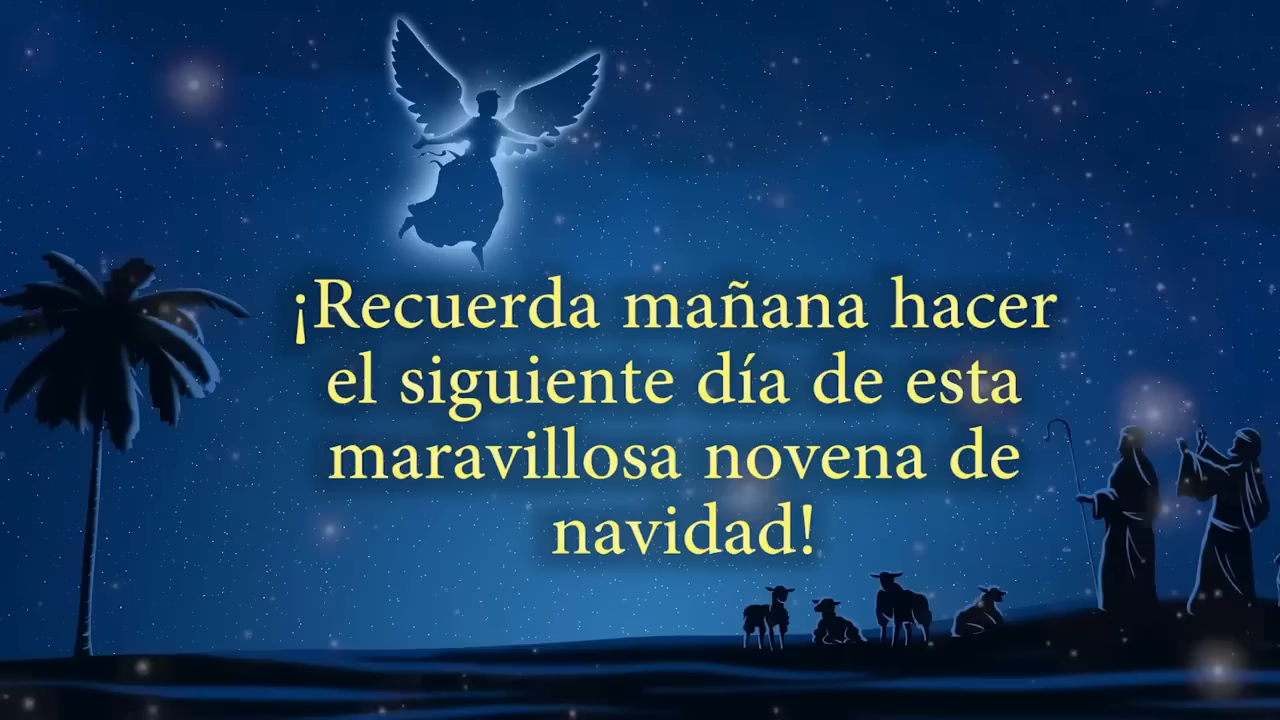 ¡Recuerda mañana hacer
el siguiente día de esta
maravillosa novena de
navidad!